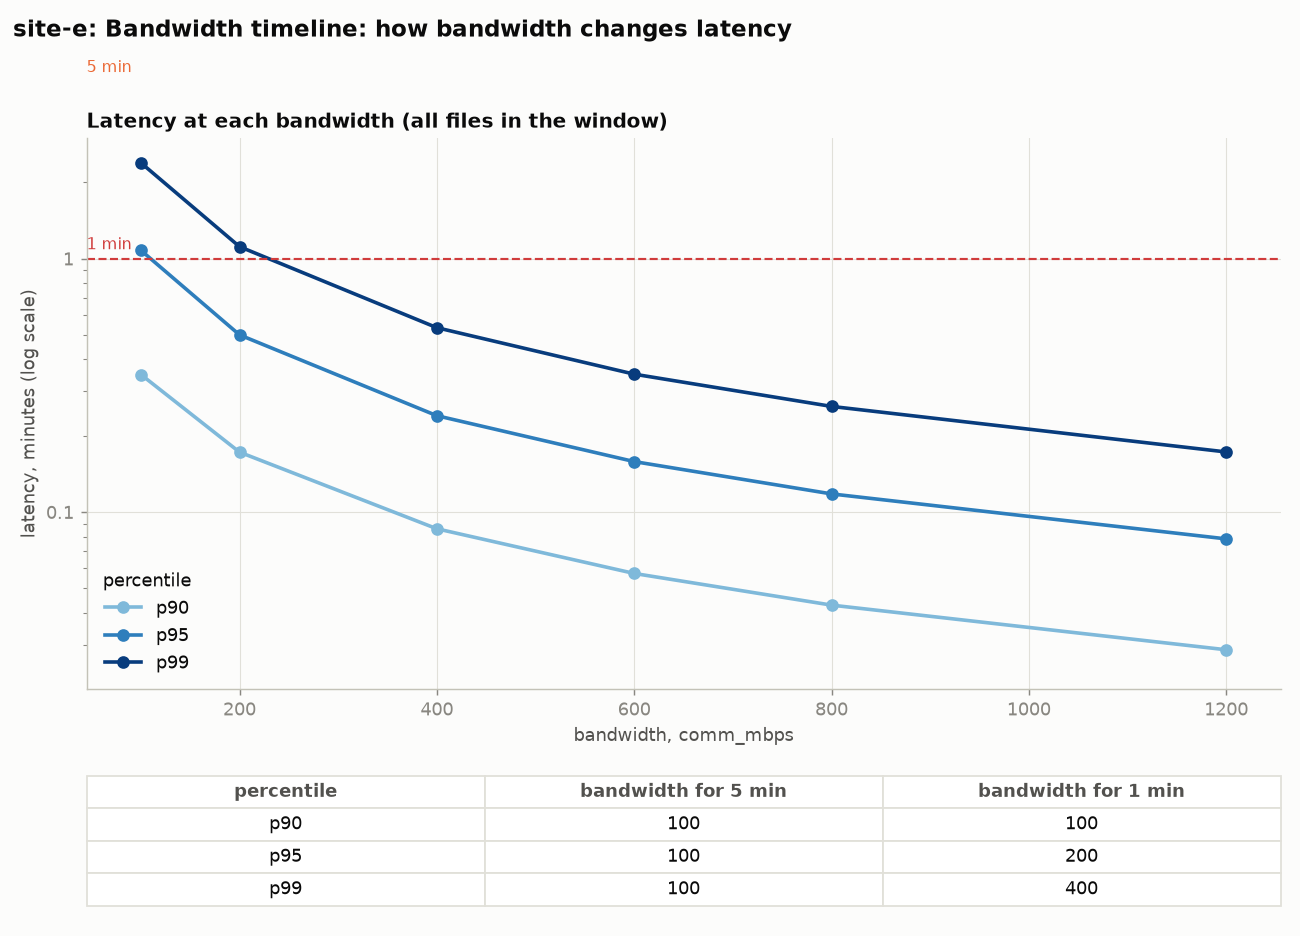 site-e: Bandwidth timeline: how bandwidth changes latency
5 min
Latency at each bandwidth (all files in the window)
1 min
1
0.1
latency, minutes (log scale)
percentile
p90
p95
p99
200 400 600 800 1000 1200
bandwidth, comm_mbps
percentile bandwidth for 5 min bandwidth for 1 min
p90 100 100
p95 100 200
p99 100 400